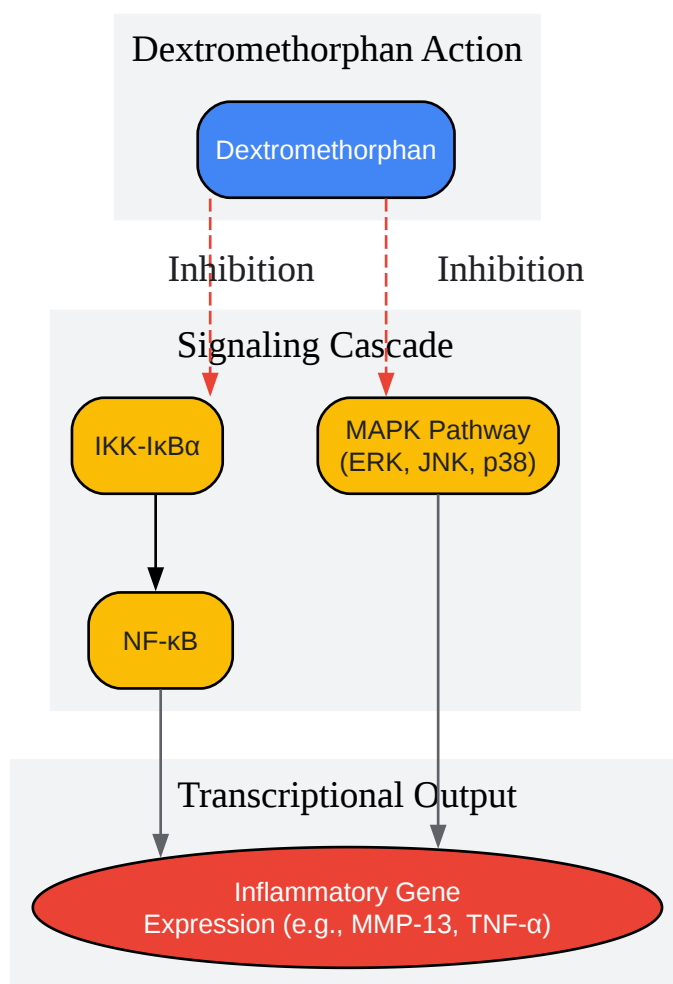 Dextromethorphan Action
Dextromethorphan
Inhibition
Inhibition
Signaling Cascade
IKK-IκBα
MAPK Pathway
(ERK, JNK, p38)
NF-κB
Transcriptional Output
Inflammatory Gene
Expression (e.g., MMP-13, TNF-α)